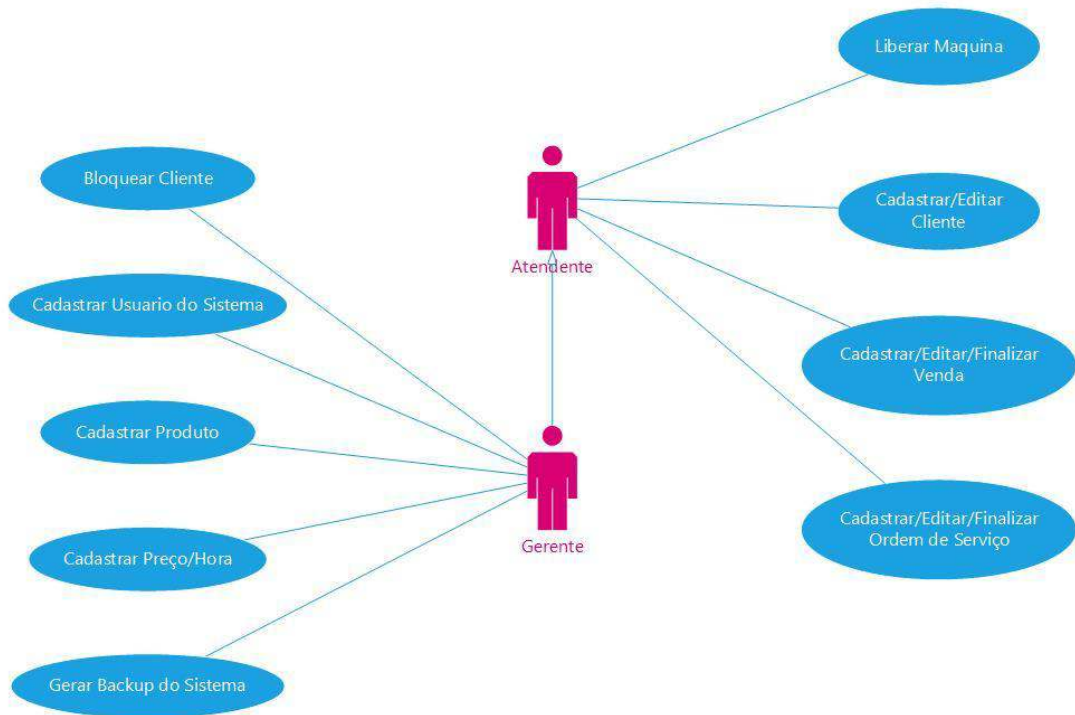 Liberar Maquina
Bloquear Cliente
Cadastrar/Editar
Cliente
Atendente
Cadastrar Usuario do Sistema
Cadastrar/Editar/Finalizar
Venda
Cadastrar Produto
Cadastrar/Editar/Finalizar
Ordem de Serviço
Gerente
Cadastrar Preço/Hora
Gerar Backup do Sistema